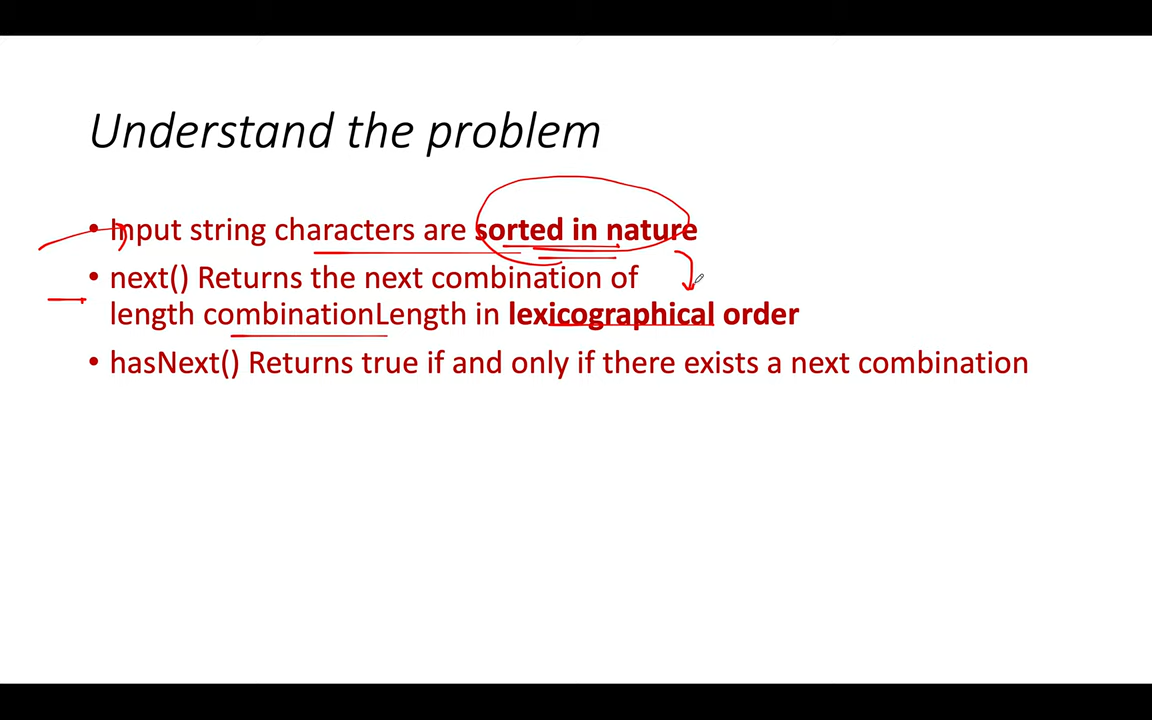 Understand the problem
• Input string characters are sorted in nature
• next() Returns the next combination of
length combinationLength in lexicographical order
• hasNext() Returns true if and only if there exists a next combination